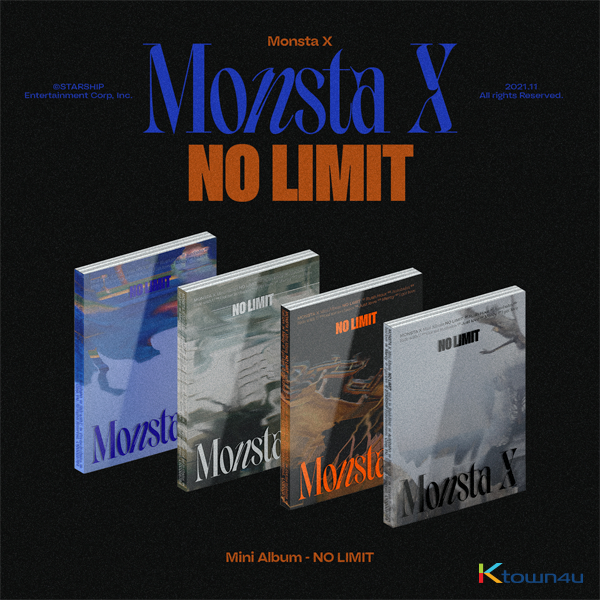 Monsta X
©STARSHIP
Entertainment Corp, Inc.
Monsta X
2021.11
All rights Reserved.
NO LIMIT
NO LIMIT
Monsta
NO LIMIT
Monsta
NO LIMIT
Monsta
NO LIMIT
Monsta X
Mini Album - NO LIMIT
Ktown4u